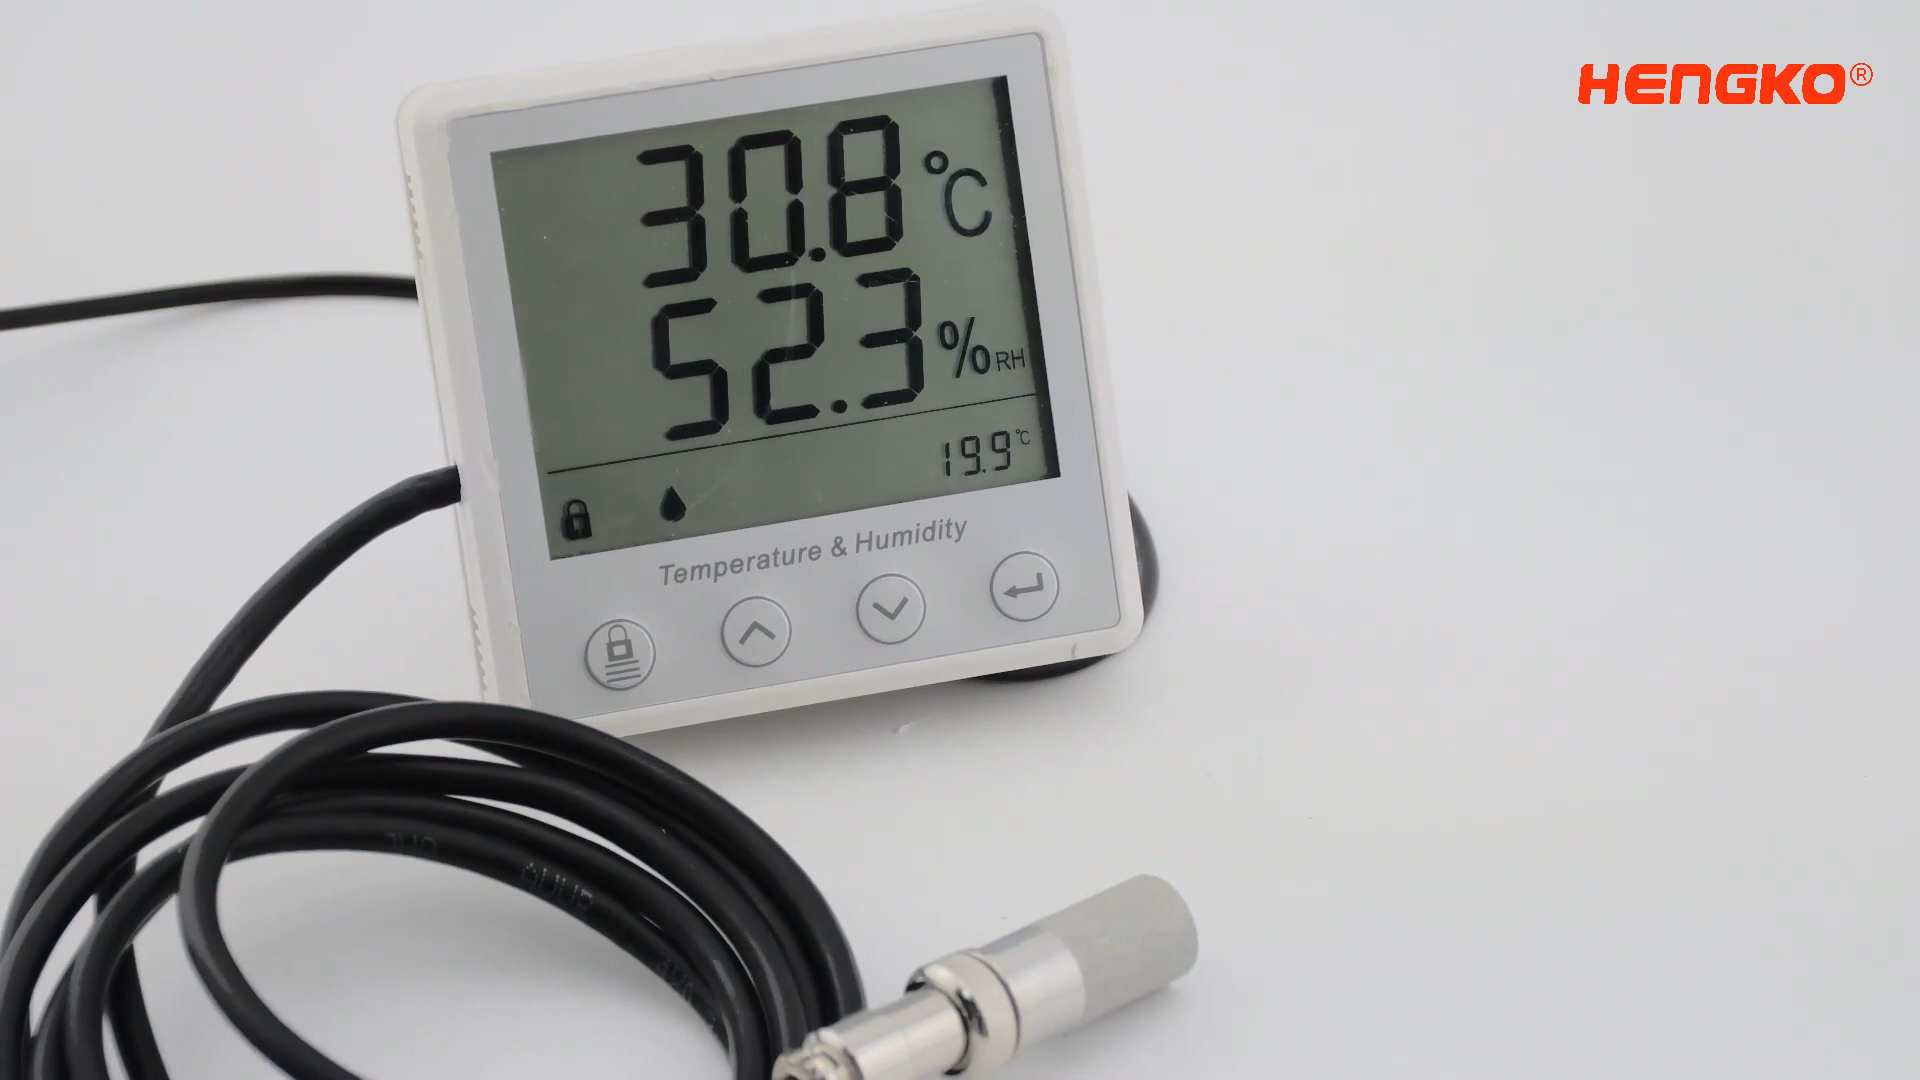 HENGKO®
30.8 °C
52.3 % RH
19.9 °C
Temperature & Humidity